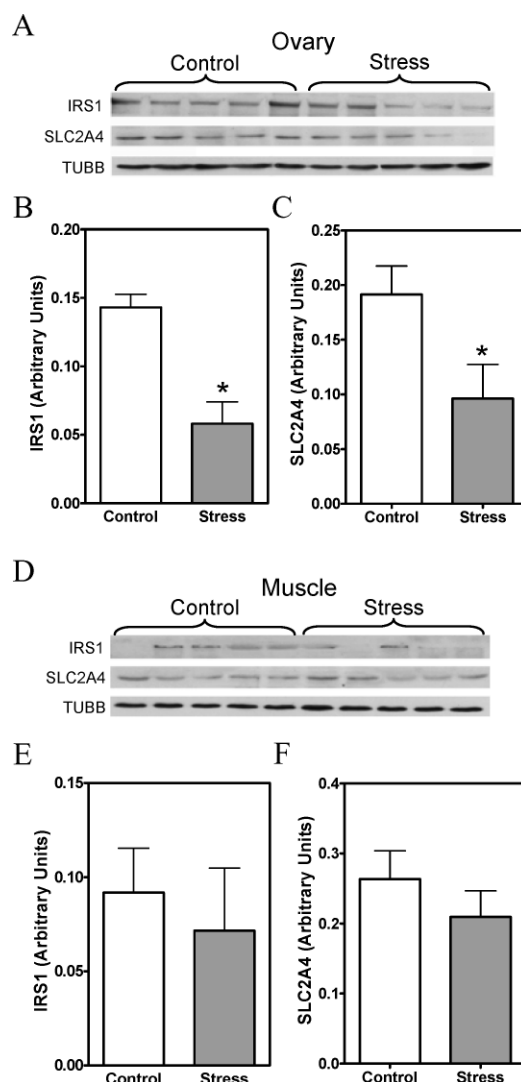 A
Ovary
Control Stress
IRS1
SLC2A4
TUBB
B
IRS1 (Arbitrary Units)
0.20
0.15
0.10
0.05
0.00
*
Control Stress
C
SLC2A4 (Arbitrary Units)
0.25
0.20
0.15
0.10
0.05
0.00
*
Control Stress
D
Muscle
Control Stress
IRS1
SLC2A4
TUBB
E
IRS1 (Arbitrary Units)
0.15
0.10
0.05
0.00
Control Stress
F
SLC2A4 (Arbitrary Units)
0.4
0.3
0.2
0.1
0.0
Control Stress